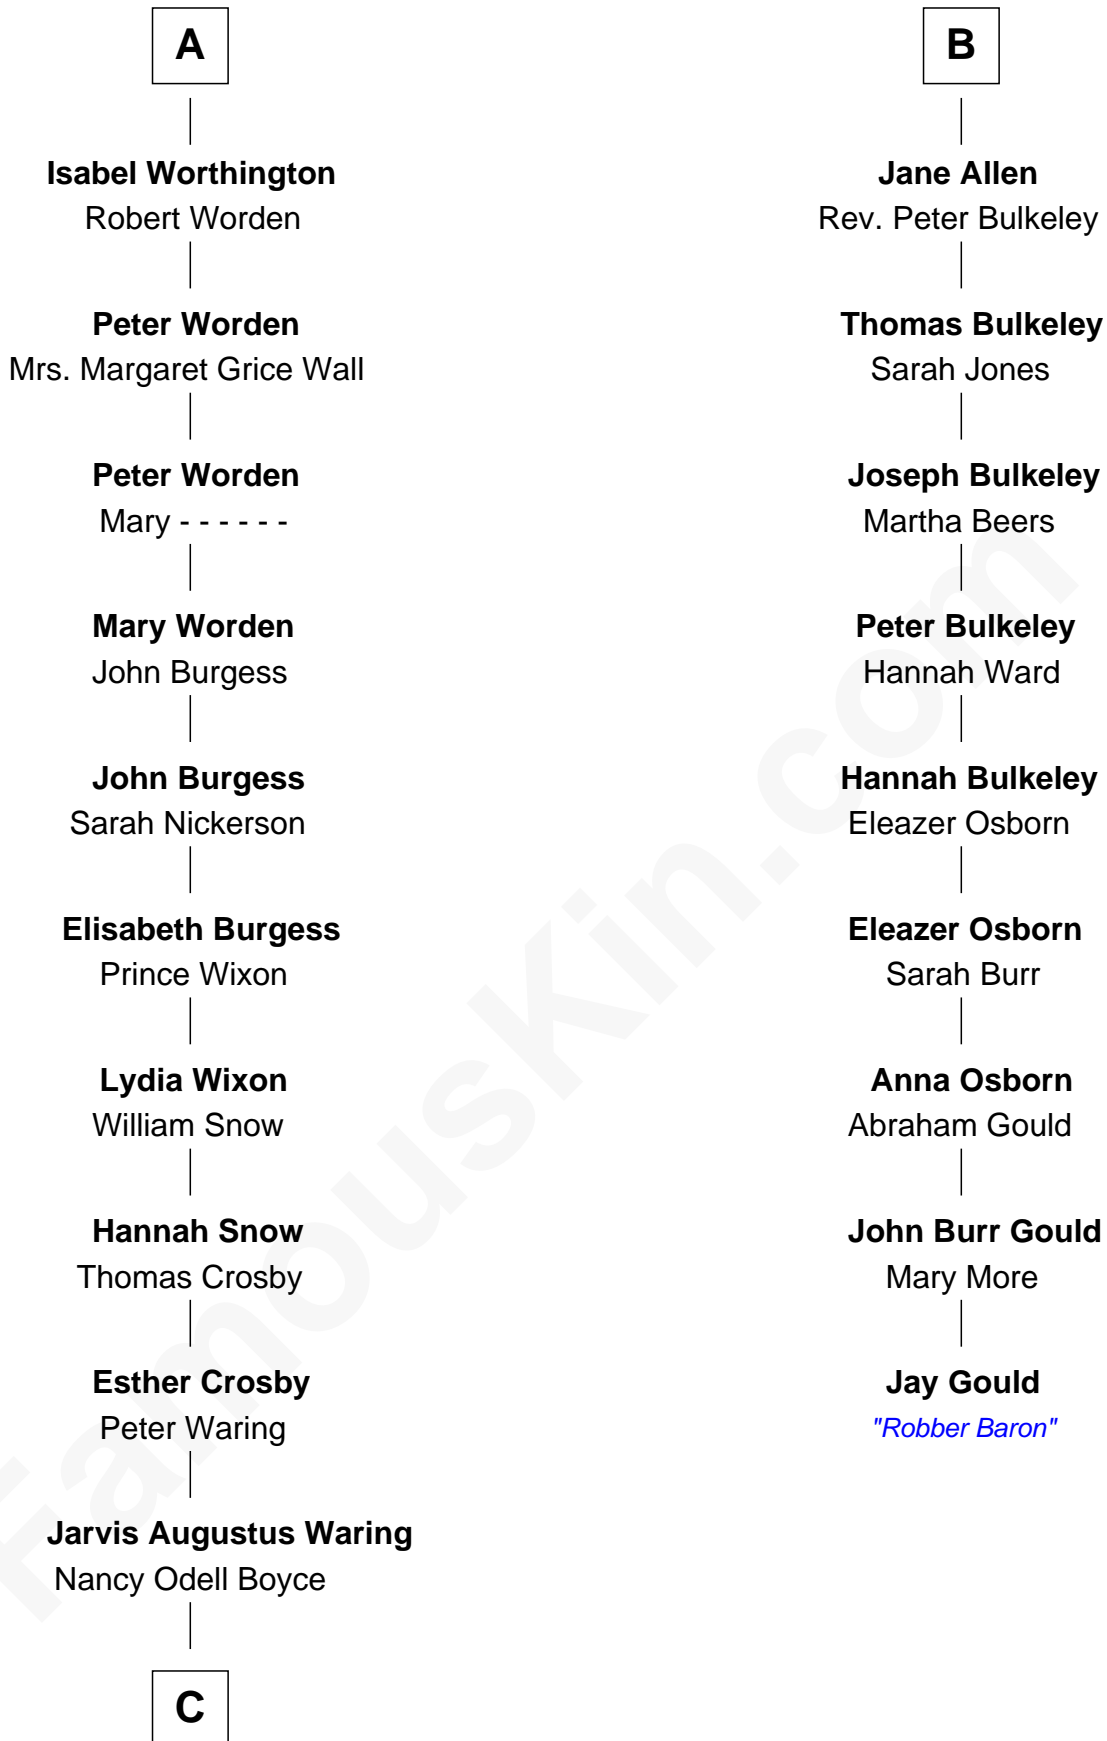 A
Isabel Worthington
Robert Worden
Peter Worden
Mrs. Margaret Grice Wall
Peter Worden
Mary - - - - - -
Mary Worden
John Burgess
John Burgess
Sarah Nickerson
Elisabeth Burgess
Prince Wixon
Lydia Wixon
William Snow
Hannah Snow
Thomas Crosby
Esther Crosby
Peter Waring
Jarvis Augustus Waring
Nancy Odell Boyce
C
B
Jane Allen
Rev. Peter Bulkeley
Thomas Bulkeley
Sarah Jones
Joseph Bulkeley
Martha Beers
Peter Bulkeley
Hannah Ward
Hannah Bulkeley
Eleazer Osborn
Eleazer Osborn
Sarah Burr
Anna Osborn
Abraham Gould
John Burr Gould
Mary More
Jay Gould
"Robber Baron"
FamousKin.com